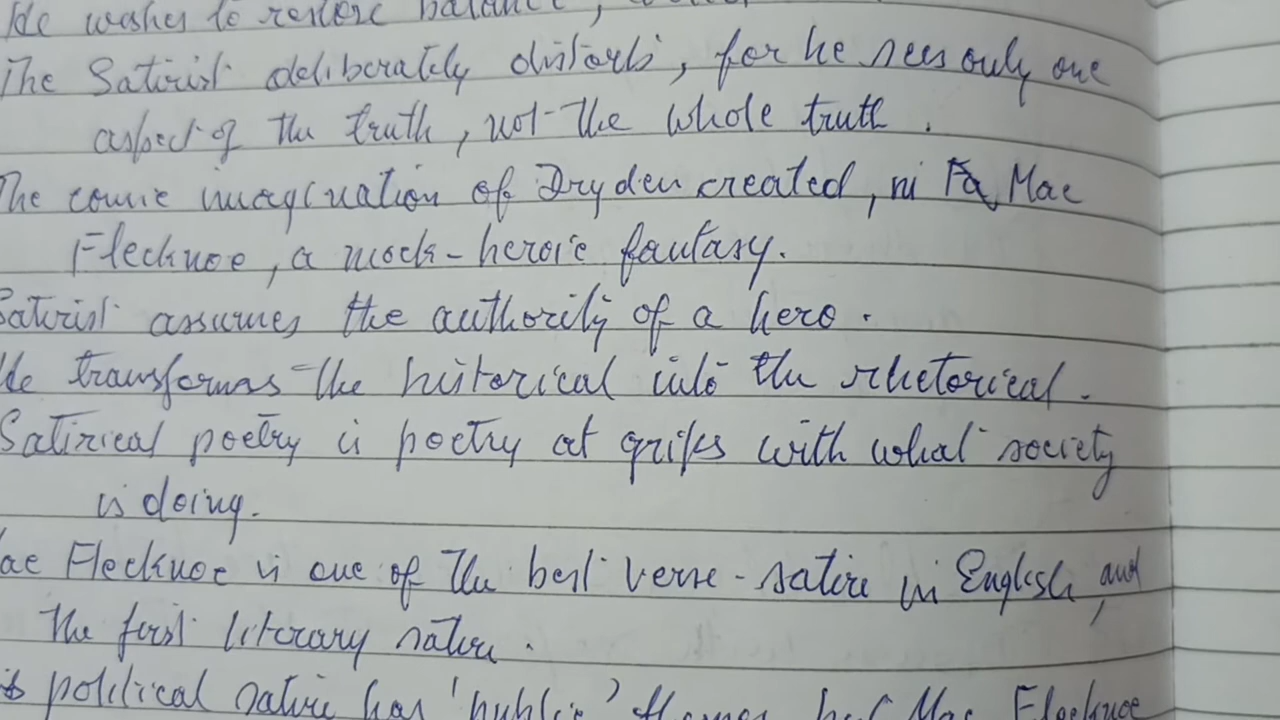 He wishes to restore balance,
The Satirist deliberately distorts, for he sees only one
aspect of the truth, not the whole truth.
The comic imagination of Dryden created, in Fa Mac
Flecknoe, a mock-heroic fantasy.
Satirist assumes the authority of a hero.
He transforms the historical into the rhetorical.
Satirical poetry is poetry at grips with what society
is doing.
ac Flecknoe is one of the best verse-satire in English, and
the first literary satire.
political satire has 'public' themes but Mac Flecknoe